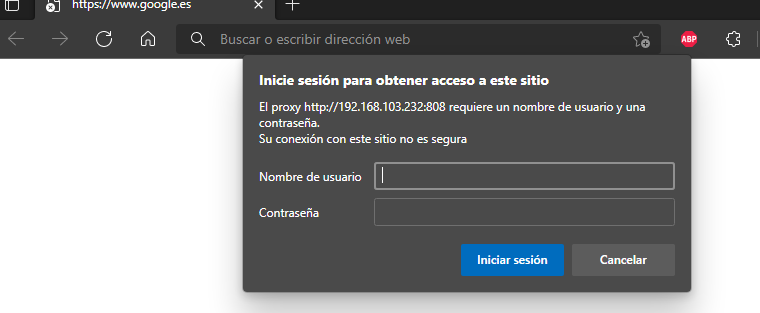 https://www.google.es
Buscar o escribir dirección web
ABP
Inicie sesión para obtener acceso a este sitio
El proxy http://192.168.103.232:808 requiere un nombre de usuario y una
contraseña.
Su conexión con este sitio no es segura
Nombre de usuario
Contraseña
Iniciar sesión
Cancelar